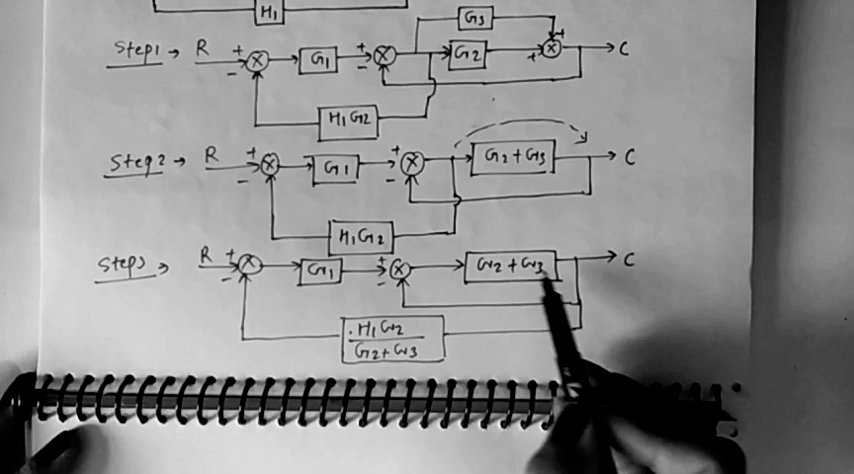 H1
G3
Step1 → R + - G1 + - G2 + + C
H1G2
Step2 → R + - G1 + - G2+G3 C
H1G2
Step3 → R + - G1 + - G2+G3 C
H1G2
G2+G3